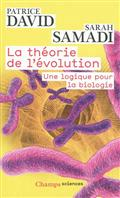 PATRICE
DAVID
SARAH
SAMADI
La théorie de
l'évolution
Une logique pour
la biologie
Champs sciences